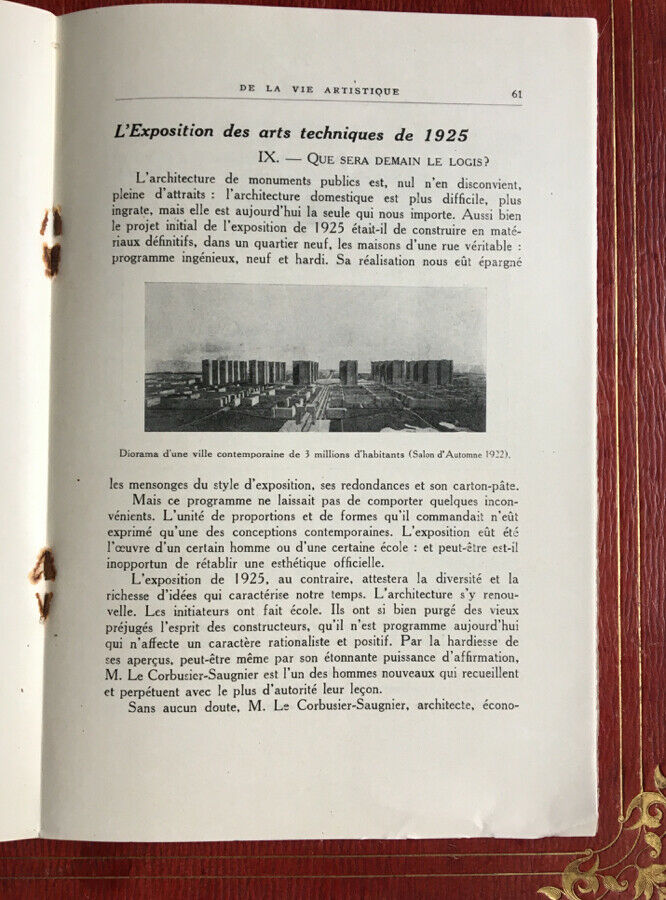 DE LA VIE ARTISTIQUE 61
L'Exposition des arts techniques de 1925
IX. — QUE SERA DEMAIN LE LOGIS?
L'architecture de monuments publics est, nul n'en disconvient,
pleine d'attraits : l'architecture domestique est plus difficile, plus
ingrate, mais elle est aujourd'hui la seule qui nous importe. Aussi bien
le projet initial de l'exposition de 1925 était-il de construire en maté-
riaux définitifs, dans un quartier neuf, les maisons d'une rue véritable :
programme ingénieux, neuf et hardi. Sa réalisation nous eût épargné
Diorama d'une ville contemporaine de 3 millions d'habitants (Salon d'Automne 1922).
les mensonges du style d'exposition, ses redondances et son carton-pâte.
Mais ce programme ne laissait pas de comporter quelques incon-
vénients. L'unité de proportions et de formes qu'il commandait n'eût
exprimé qu'une des conceptions contemporaines. L'exposition eût été
l'œuvre d'un certain homme ou d'une certaine école : et peut-être est-il
inopportun de rétablir une esthétique officielle.
L'exposition de 1925, au contraire, attestera la diversité et la
richesse d'idées qui caractérise notre temps. L'architecture s'y renou-
velle. Les initiateurs ont fait école. Ils ont si bien purgé des vieux
préjugés l'esprit des constructeurs, qu'il n'est programme aujourd'hui
qui n'affecte un caractère rationaliste et positif. Par la hardiesse de
ses aperçus, peut-être même par son étonnante puissance d'affirmation,
M. Le Corbusier-Saugnier est l'un des hommes nouveaux qui recueillent
et perpétuent avec le plus d'autorité leur leçon.
Sans aucun doute, M. Le Corbusier-Saugnier, architecte, écono-